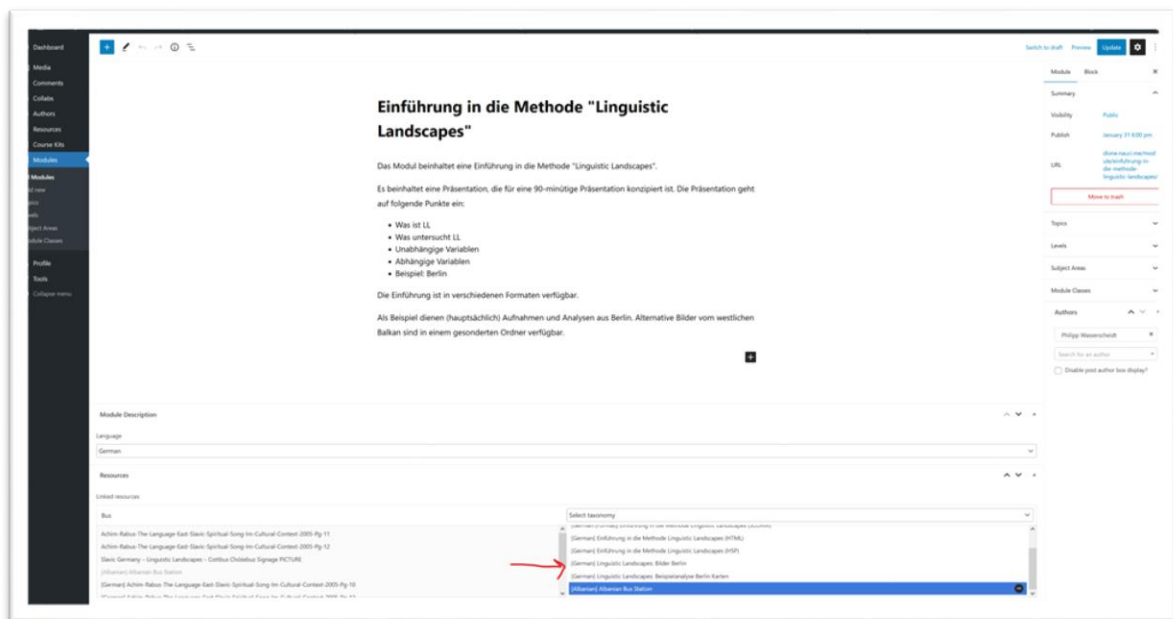 Dashboard
Media
Comments
Collabs
Authors
Resources
Course Kits
Modules
Modules
new
Subject Areas
Module Classes
Profile
Tools
Collapse menu
Switch to draft Preview Update
Einführung in die Methode "Linguistic
Landscapes"
Das Modul beinhaltet eine Einführung in die Methode "Linguistic Landscapes".
Es beinhaltet eine Präsentation, die für eine 90-minütige Präsentation konzipiert ist. Die Präsentation geht
auf folgende Punkte ein:
• Was ist LL
• Was untersucht LL
• Unabhängige Variablen
• Abhängige Variablen
• Beispiel: Berlin
Die Einführung ist in verschiedenen Formaten verfügbar.
Als Beispiel dienen (hauptsächlich) Aufnahmen und Analysen aus Berlin. Alternative Bilder vom westlichen
Balkan sind in einem gesonderten Ordner verfügbar.
Module Block
Summary
Visibility Public
Publish January 31 6:00 pm
URL
linguistic-landscapes/
Move to trash
Topics
Levels
Subject Areas
Module Classes
Authors
Philipp Wasserscheidt
Search for an author
Disable post author box display?
Module Description
Language
German
Resources
Linked resources
Bus
Achim-Rabus-The-Language-East-Slavic-Spiritual-Song-Im-Cultural-Context-2005-Pg-11
Achim-Rabus-The-Language-East-Slavic-Spiritual-Song-Im-Cultural-Context-2005-Pg-12
Slavic Germany – Linguistic Landscapes – Cottbus Chóśebuz Signage PICTURE
[Albanian] Albanian Bus Station
[German] Achim-Rabus-The-Language-East-Slavic-Spiritual-Song-Im-Cultural-Context-2005-Pg-10
Select taxonomy
[German] Einführung in die Methode Linguistic Landscapes (HTML)
[German] Einführung in die Methode Linguistic Landscapes (H5P)
[German] Linguistic Landscapes: Bilder Berlin
[German] Linguistic Landscapes: Beispielanalyse Berlin Karten
[Albanian] Albanian Bus Station